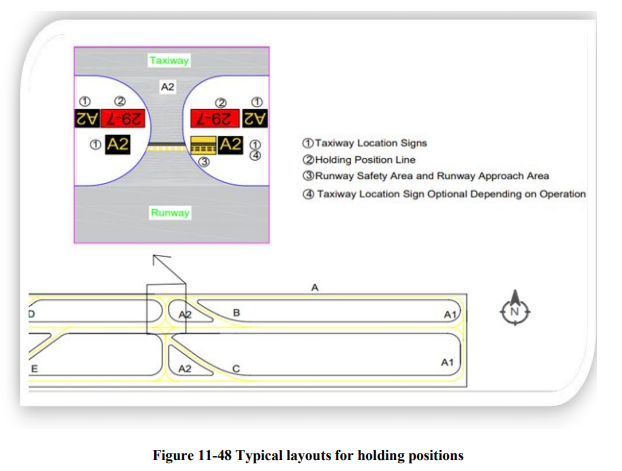 Taxiway
A2
① ② ② ①
A2 29-7 29-7 A2
① A2 A2 ①
③ ④
Runway
①Taxiway Location Signs
②Holding Position Line
③Runway Safety Area and Runway Approach Area
④ Taxiway Location Sign Optional Depending on Operation
A
D A2 B A1
N
E A2 C A1
Figure 11-48 Typical layouts for holding positions